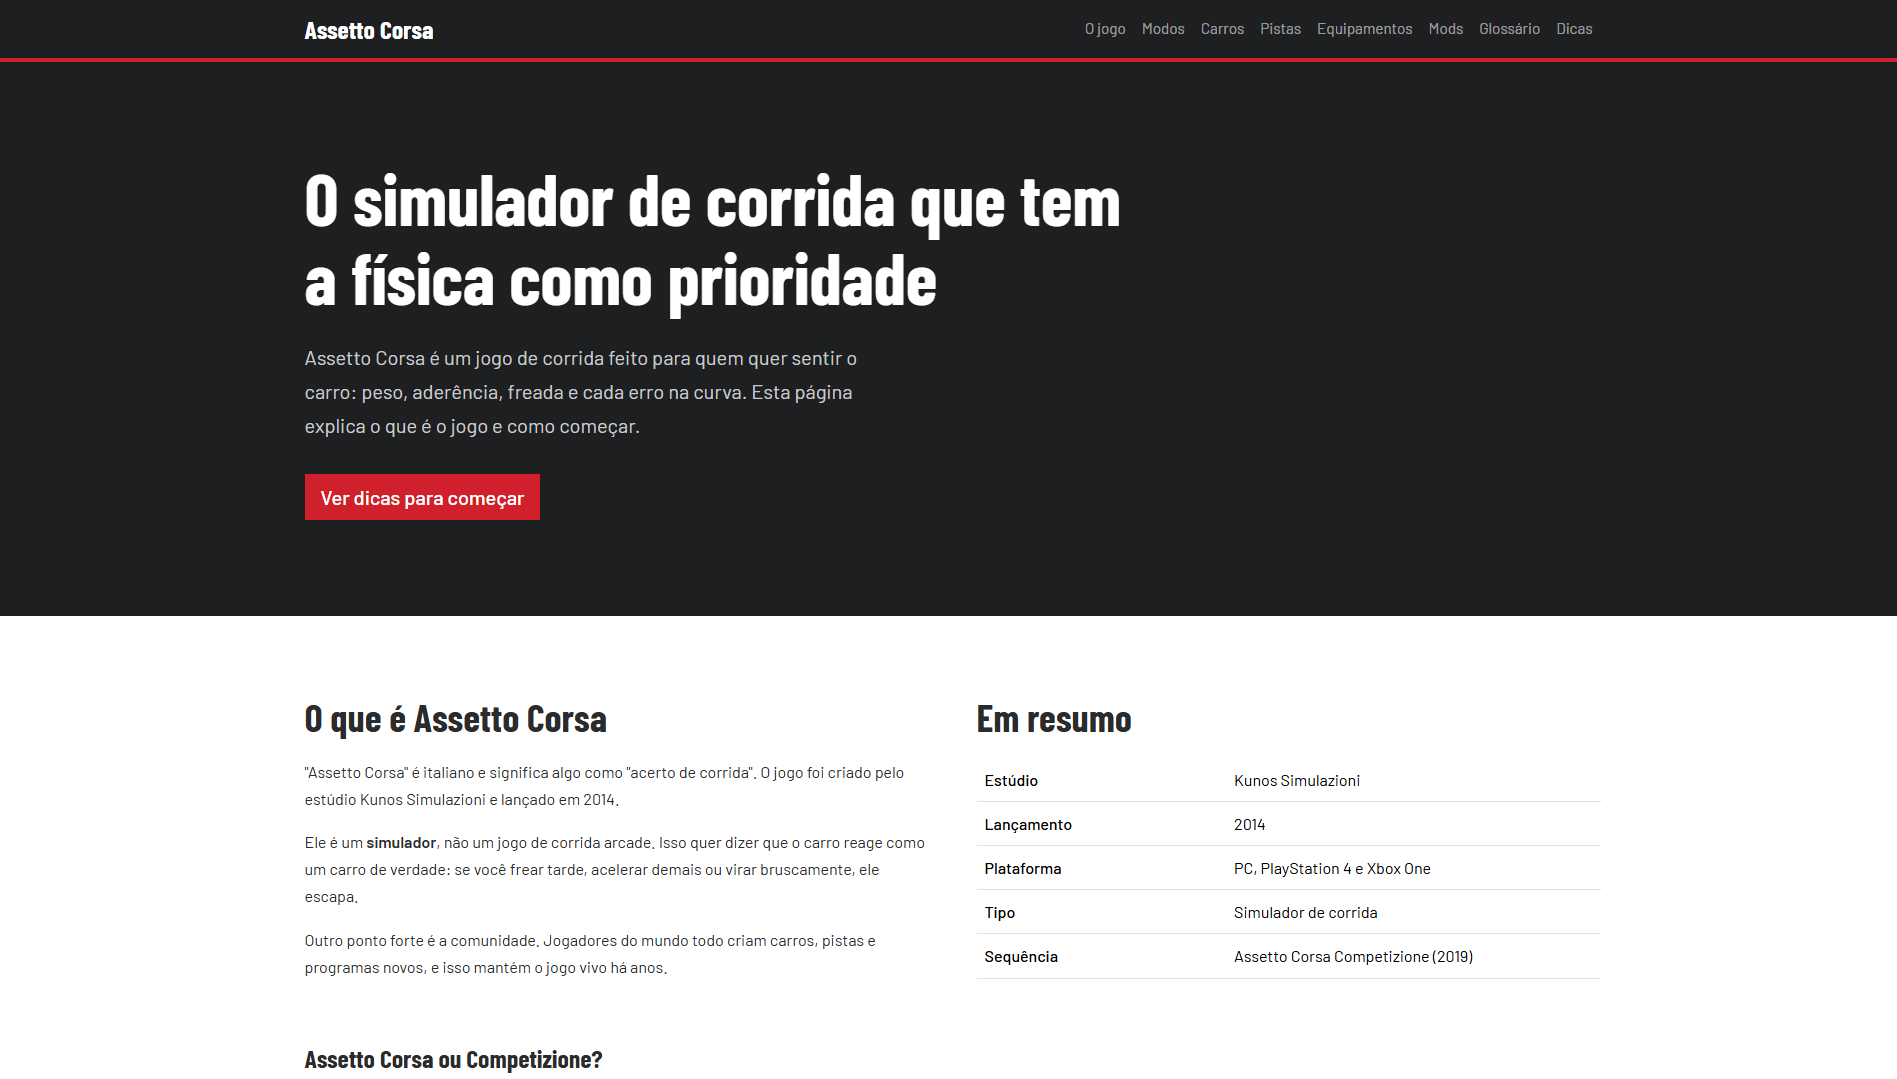 Assetto Corsa
O jogo Modos Carros Pistas Equipamentos Mods Glossário Dicas
O simulador de corrida que tem
a física como prioridade
Assetto Corsa é um jogo de corrida feito para quem quer sentir o
carro: peso, aderência, freada e cada erro na curva. Esta página
explica o que é o jogo e como começar.
Ver dicas para começar
O que é Assetto Corsa
"Assetto Corsa" é italiano e significa algo como "acerto de corrida". O jogo foi criado pelo
estúdio Kunos Simulazioni e lançado em 2014.
Ele é um simulador, não um jogo de corrida arcade. Isso quer dizer que o carro reage como
um carro de verdade: se você frear tarde, acelerar demais ou virar bruscamente, ele
escapa.
Outro ponto forte é a comunidade. Jogadores do mundo todo criam carros, pistas e
programas novos, e isso mantém o jogo vivo há anos.
Em resumo
Estúdio Kunos Simulazioni
Lançamento 2014
Plataforma PC, PlayStation 4 e Xbox One
Tipo Simulador de corrida
Sequência Assetto Corsa Competizione (2019)
Assetto Corsa ou Competizione?